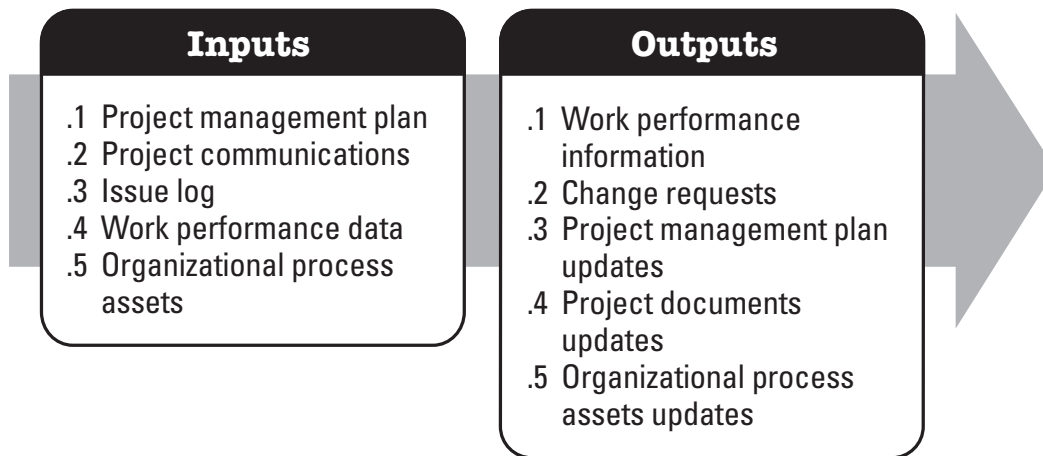 Inputs
.1 Project management plan
.2 Project communications
.3 Issue log
.4 Work performance data
.5 Organizational process
assets
Outputs
.1 Work performance
information
.2 Change requests
.3 Project management plan
updates
.4 Project documents
updates
.5 Organizational process
assets updates